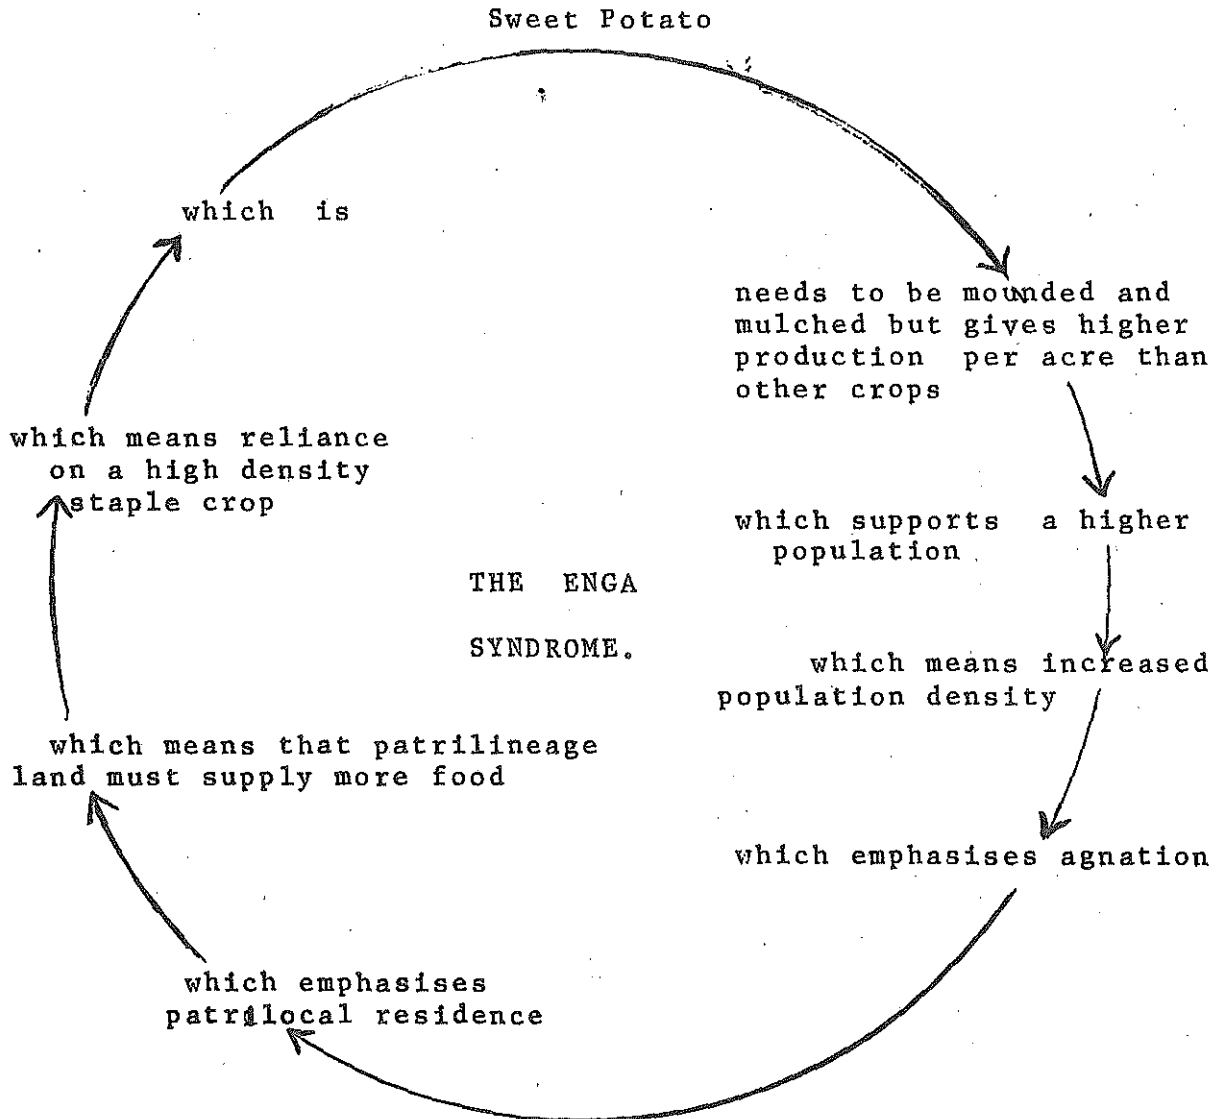 Sweet Potato
which is
needs to be mounded and
mulched but gives higher
production per acre than
other crops
which supports a higher
population
which means increased
population density
which emphasises agnation
which emphasises
patrilocal residence
which means that patrilineage
land must supply more food
which means reliance
on a high density
staple crop
THE ENGA
SYNDROME.